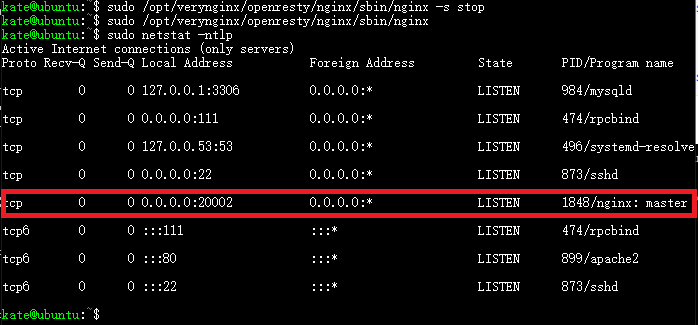 kate@ubuntu:~$ sudo /opt/verynginx/openresty/nginx/sbin/nginx -s stop
kate@ubuntu:~$ sudo /opt/verynginx/openresty/nginx/sbin/nginx
kate@ubuntu:~$ sudo netstat -ntlp
Active Internet connections (only servers)
Proto Recv-Q Send-Q Local Address           Foreign Address         State       PID/Program name
tcp        0      0 127.0.0.1:3306          0.0.0.0:*               LISTEN      984/mysqld
tcp        0      0 0.0.0.0:111             0.0.0.0:*               LISTEN      474/rpcbind
tcp        0      0 127.0.0.53:53           0.0.0.0:*               LISTEN      496/systemd-resolve
tcp        0      0 0.0.0.0:22              0.0.0.0:*               LISTEN      873/sshd
tcp        0      0 0.0.0.0:20002           0.0.0.0:*               LISTEN      1848/nginx: master
tcp6       0      0 :::111                  :::*                    LISTEN      474/rpcbind
tcp6       0      0 :::80                   :::*                    LISTEN      899/apache2
tcp6       0      0 :::22                   :::*                    LISTEN      873/sshd
kate@ubuntu:~$